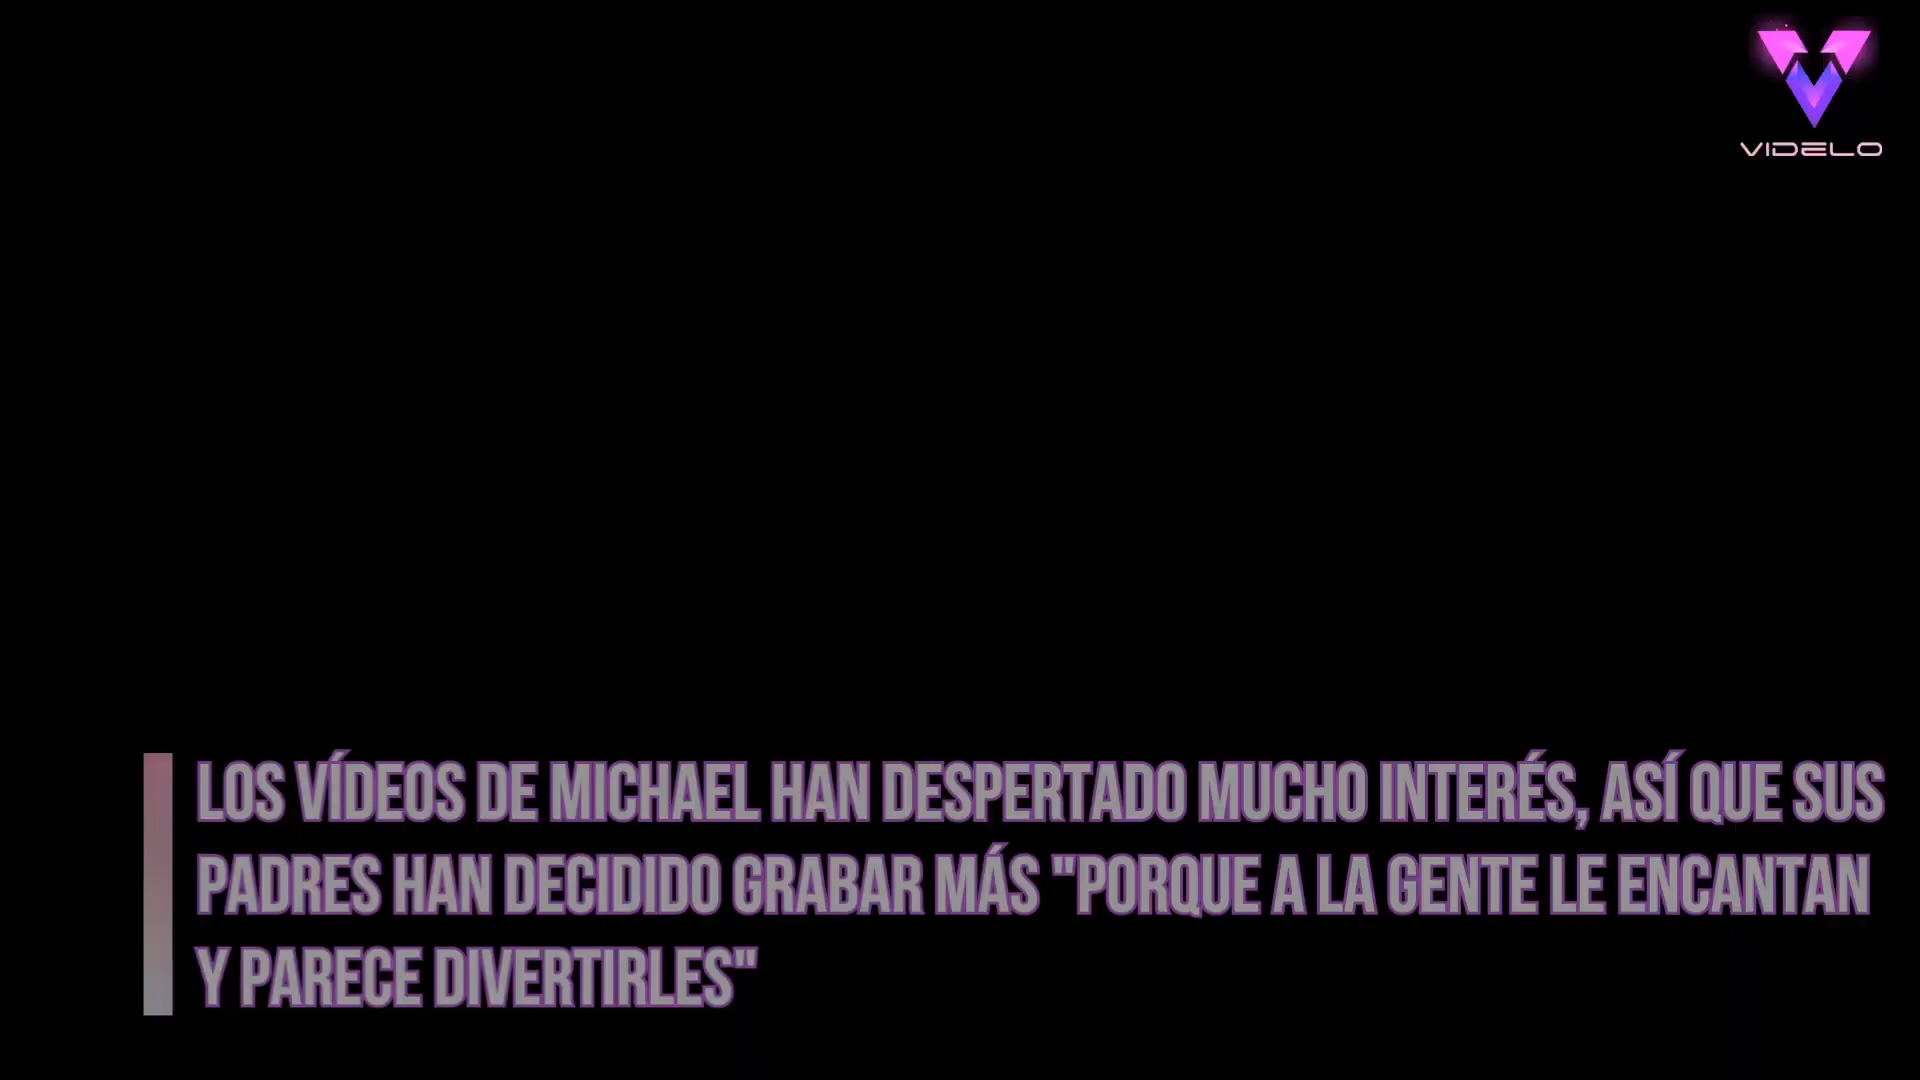 VIDELO
LOS VÍDEOS DE MICHAEL HAN DESPERTADO MUCHO INTERÉS, ASÍ QUE SUS
PADRES HAN DECIDIDO GRABAR MÁS "PORQUE A LA GENTE LE ENCANTAN
Y PARECE DIVERTIRLES"